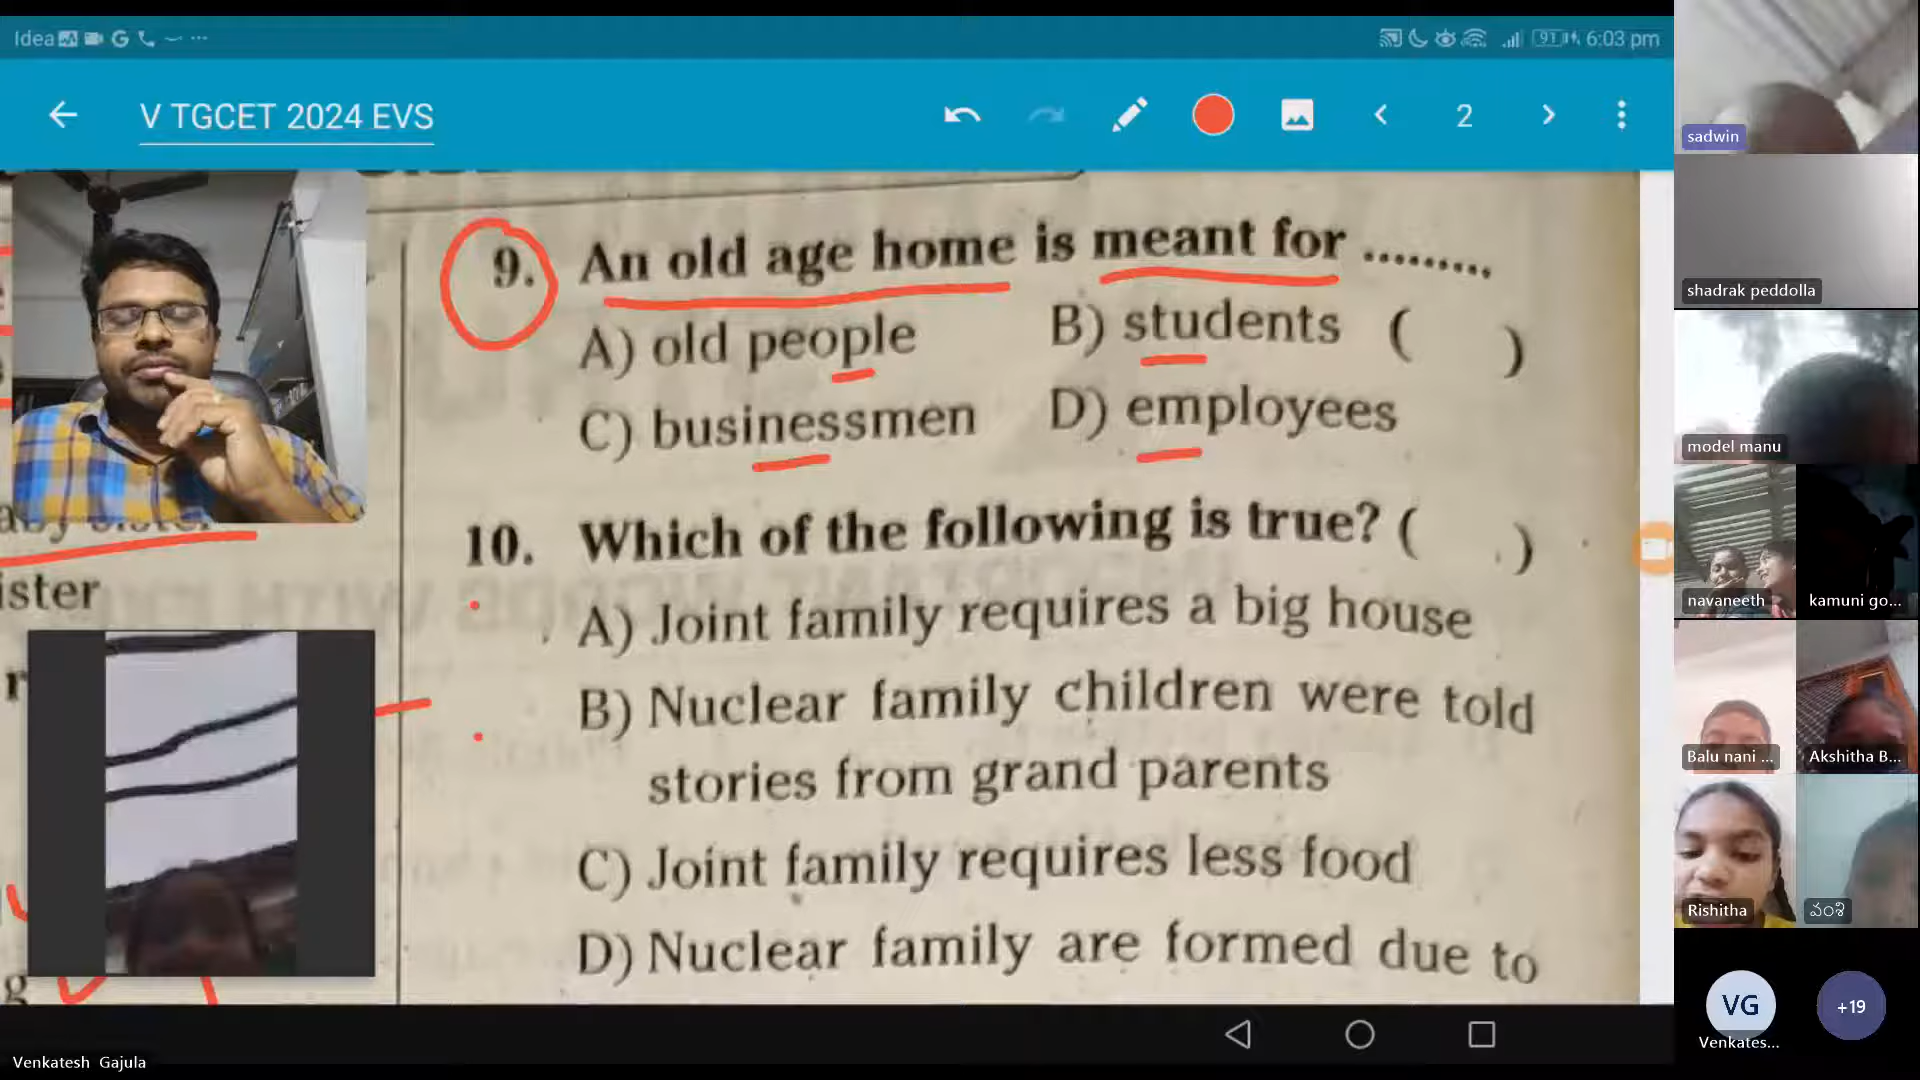 Idea
91
6:03 pm
V TGCET 2024 EVS
2
9. An old age home is meant for .........
A) old people B) students ( )
C) businessmen D) employees
10. Which of the following is true? ( )
A) Joint family requires a big house
B) Nuclear family children were told
stories from grand parents
C) Joint family requires less food
D) Nuclear family are formed due to
ister
r
g
sadwin
shadrak peddolla
model manu
navaneeth
kamuni go...
Balu nani ...
Akshitha B...
Rishitha
వంశి
VG
+19
Venkates...
Venkatesh Gajula